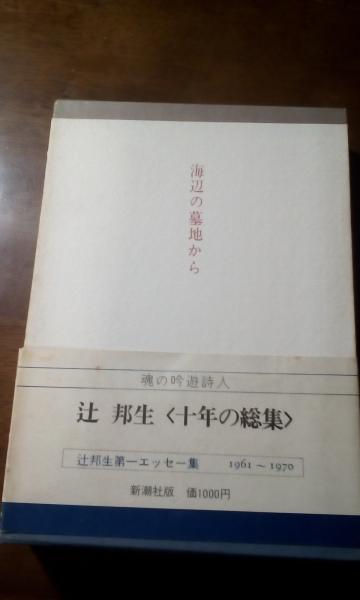 海辺の墓地から
魂の吟遊詩人
辻 邦生〈十年の総集〉
辻邦生第一エッセー集 1961〜1970
新潮社版 価1000円